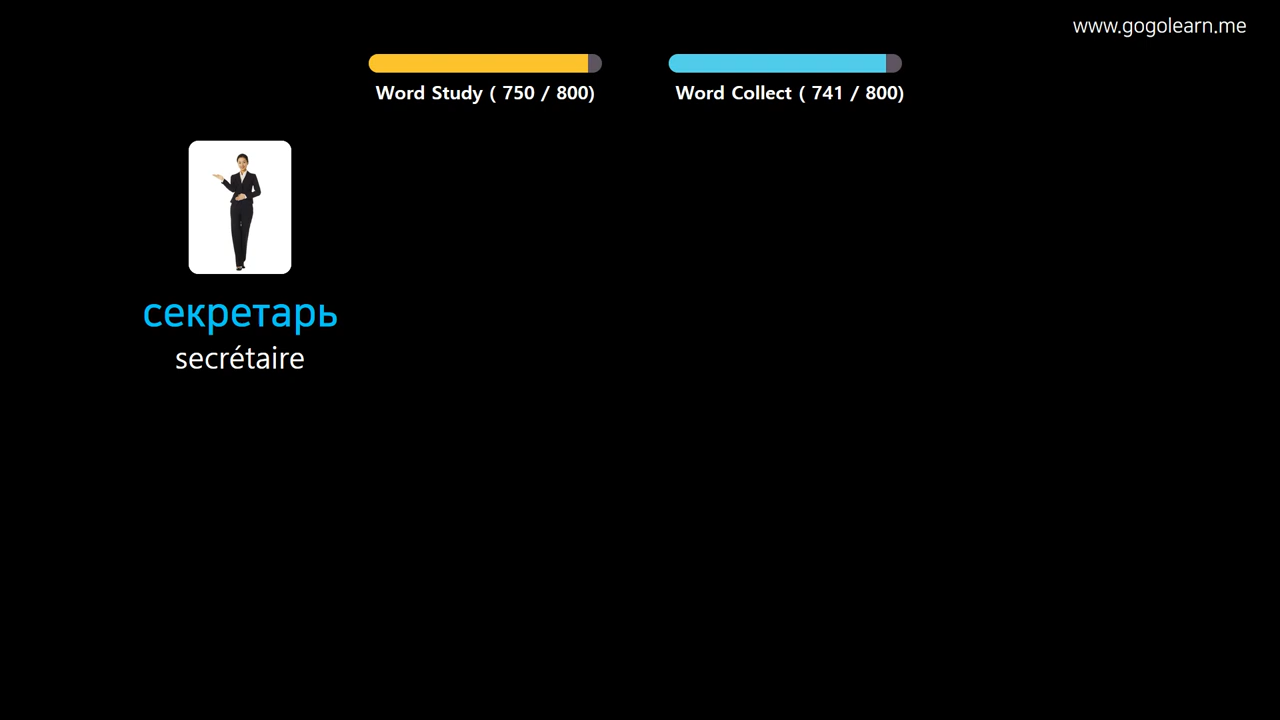 www.gogolearn.me
Word Study ( 750 / 800)
Word Collect ( 741 / 800)
секретарь
secrétaire